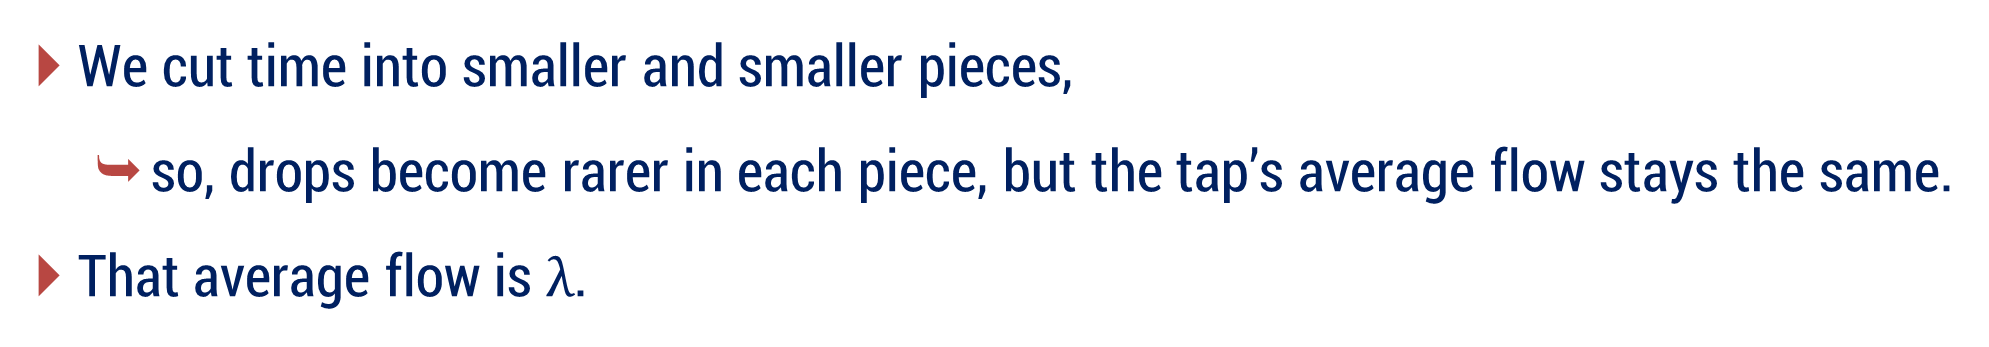 ▶ We cut time into smaller and smaller pieces,
➥ so, drops become rarer in each piece, but the tap’s average flow stays the same.
▶ That average flow is λ.